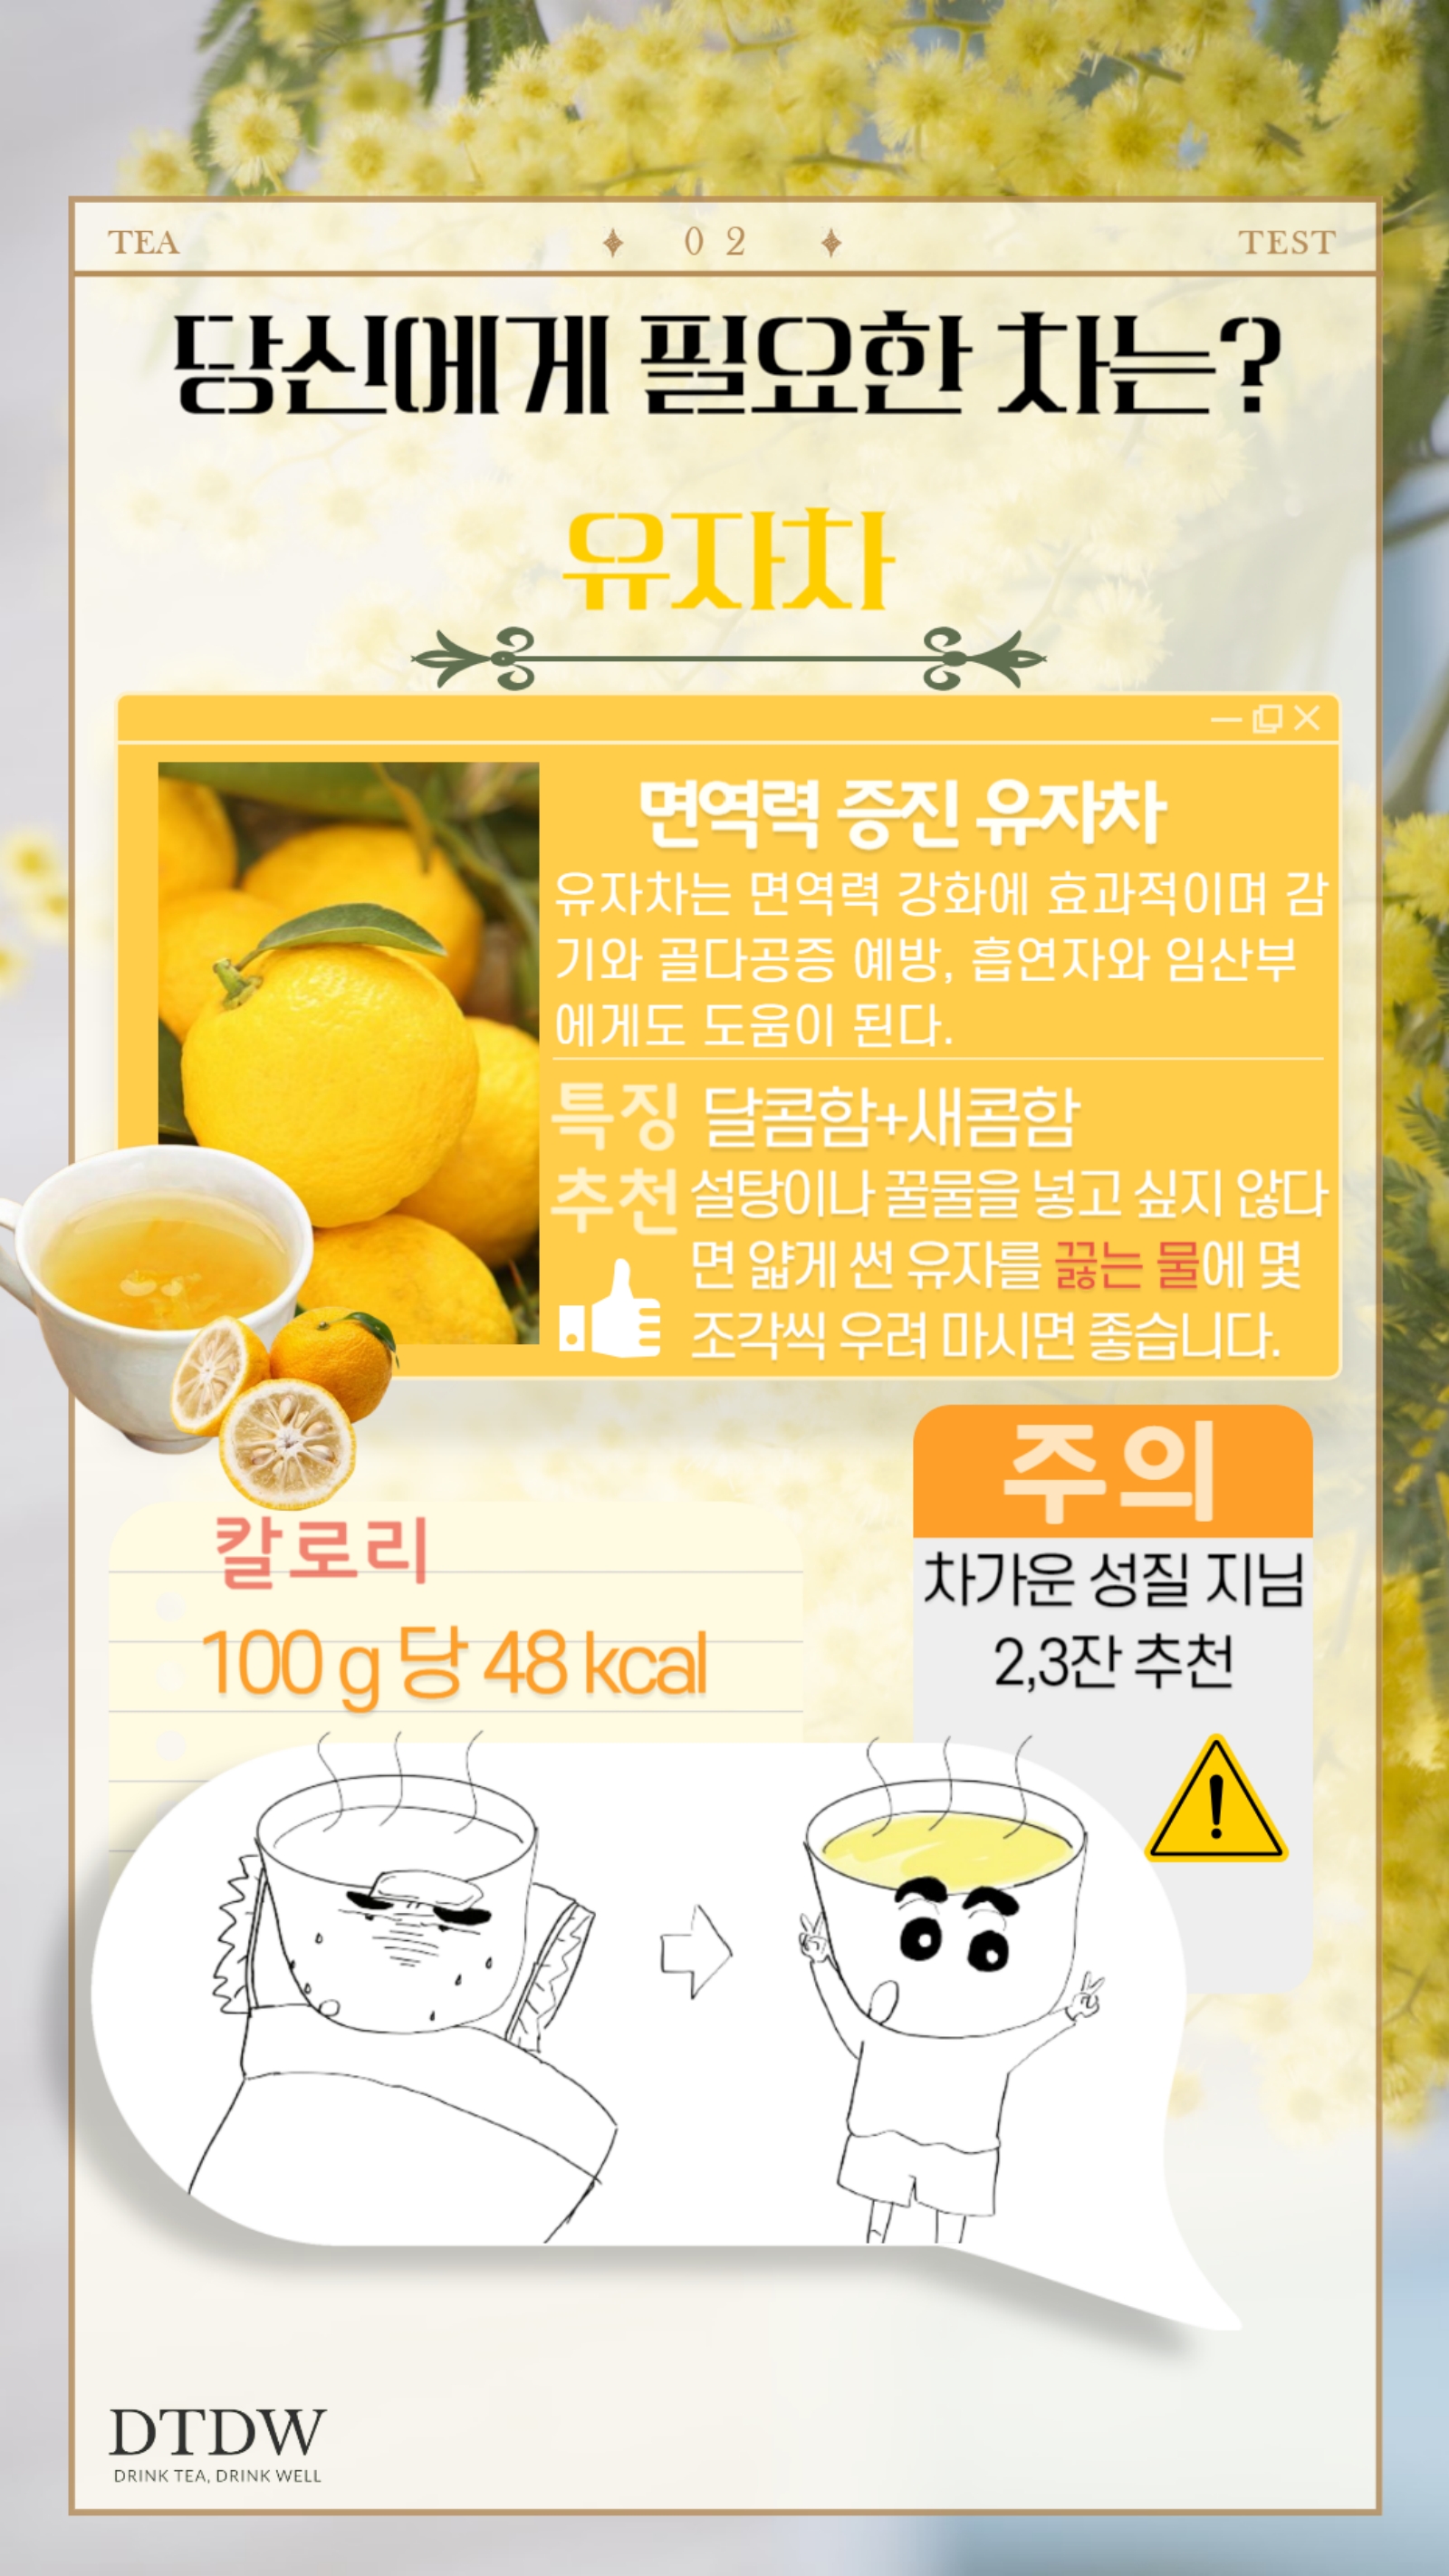 TEA
02
TEST
당신에게 필요한 차는?
유자차
면역력 증진 유자차
유자차는 면역력 강화에 효과적이며 감
기와 골다공증 예방, 흡연자와 임산부
에게도 도움이 된다.
특징 달콤함+새콤함
추천 설탕이나 꿀물을 넣고 싶지 않다
면 얇게 썬 유자를 끓는 물에 몇
조각씩 우려 마시면 좋습니다.
칼로리
100 g 당 48 kcal
주의
차가운 성질 지님
2,3잔 추천
DTDW
DRINK TEA, DRINK WELL